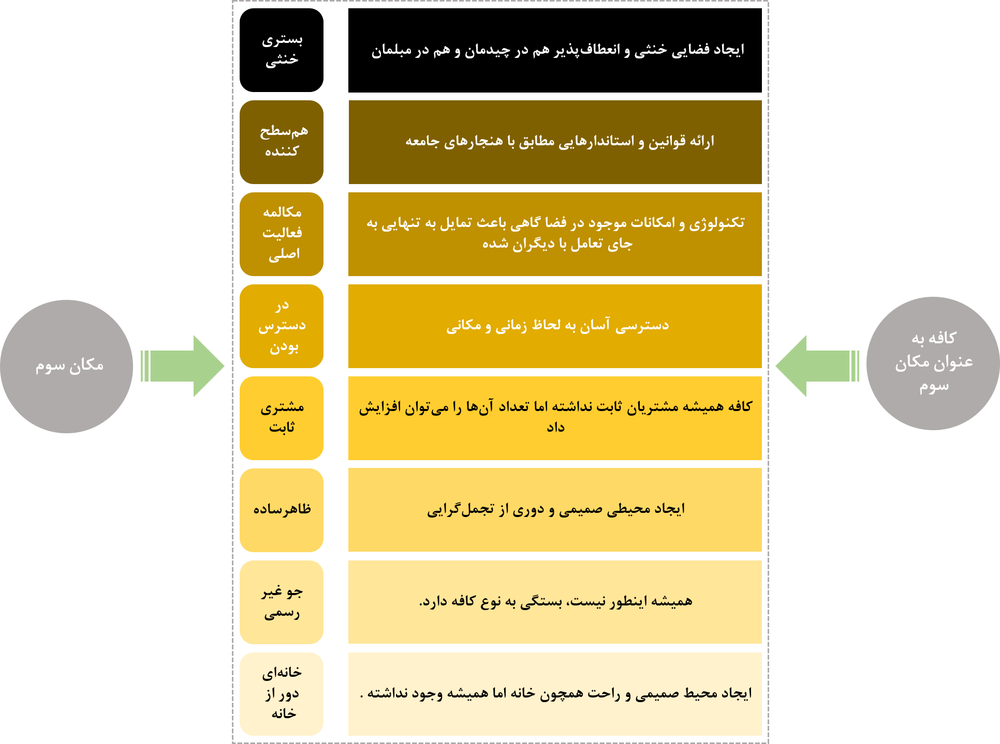 بستری
خنثی
ایجاد فضایی خنثی و انعطاف‌پذیر هم در چیدمان و هم در مبلمان
هم‌سطح
کننده
ارائه قوانین و استاندارهایی مطابق با هنجارهای جامعه
مکالمه
فعالیت
اصلی
تکنولوژی و امکانات موجود در فضا گاهی باعث تمایل به تنهایی به
جای تعامل با دیگران شده
در
دسترس
بودن
دسترسی آسان به لحاظ زمانی و مکانی
مشتری
ثابت
کافه همیشه مشتریان ثابت نداشته اما تعداد آن‌ها را می‌توان افزایش
داد
ظاهرساده
ایجاد محیطی صمیمی و دوری از تجمل‌گرایی
جو غیر
رسمی
همیشه اینطور نیست، بستگی به نوع کافه دارد.
خانه‌ای
دور از
خانه
ایجاد محیط صمیمی و راحت همچون خانه اما همیشه وجود نداشته .
کافه به
عنوان مکان
سوم
مکان سوم